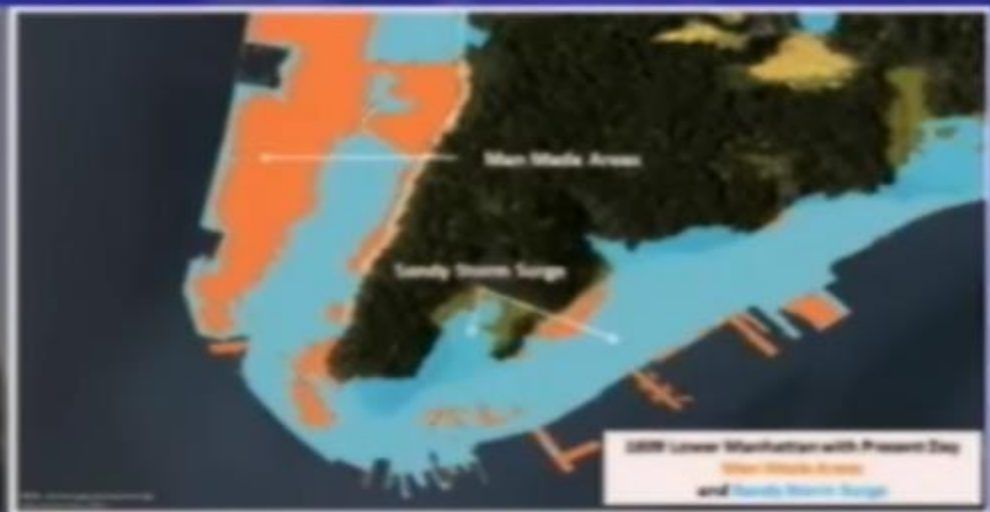 Man Made Areas
Sandy Storm Surge
1609 Lower Manhattan with Present Day
Man Made Areas
and Sandy Storm Surge